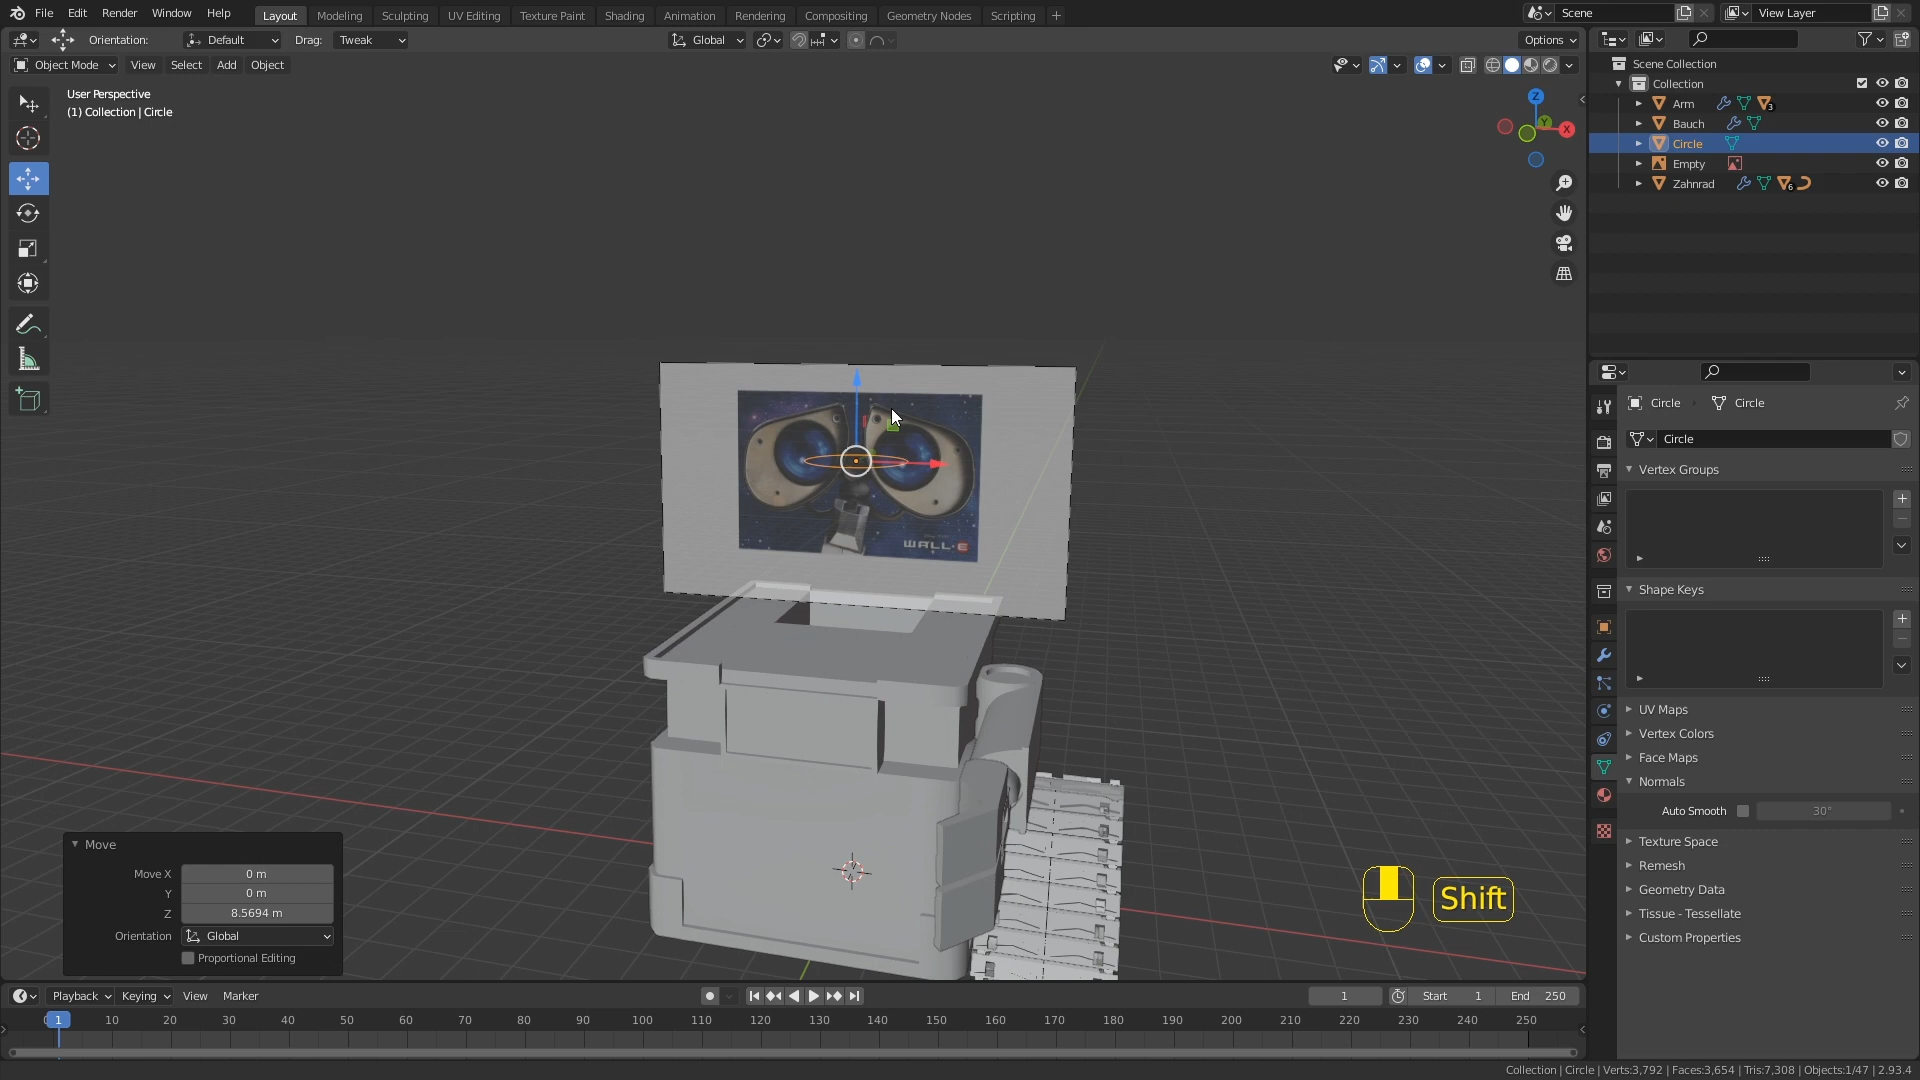 File Edit Render Window Help
Layout Modeling Sculpting UV Editing Texture Paint Shading Animation Rendering Compositing Geometry Nodes Scripting
Scene
View Layer
Orientation: Default Drag: Tweak
Global
Options
Object Mode View Select Add Object
User Perspective
(1) Collection | Circle
Z
Y
X
Scene Collection
Collection
Arm 3
Bauch
Circle
Empty
Zahnrad 6
WALL·E
Circle Circle
Circle
Vertex Groups
Shape Keys
UV Maps
Vertex Colors
Face Maps
Normals
Auto Smooth 30°
Texture Space
Remesh
Geometry Data
Tissue - Tessellate
Custom Properties
Move
Move X 0 m
Y 0 m
Z 8.5694 m
Orientation Global
Proportional Editing
Shift
Playback Keying View Marker
1 Start 1 End 250
1 10 20 30 40 50 60 70 80 90 100 110 120 130 140 150 160 170 180 190 200 210 220 230 240 250
Collection | Circle | Verts:3,792 | Faces:3,654 | Tris:7,308 | Objects:1/47 | 2.93.4